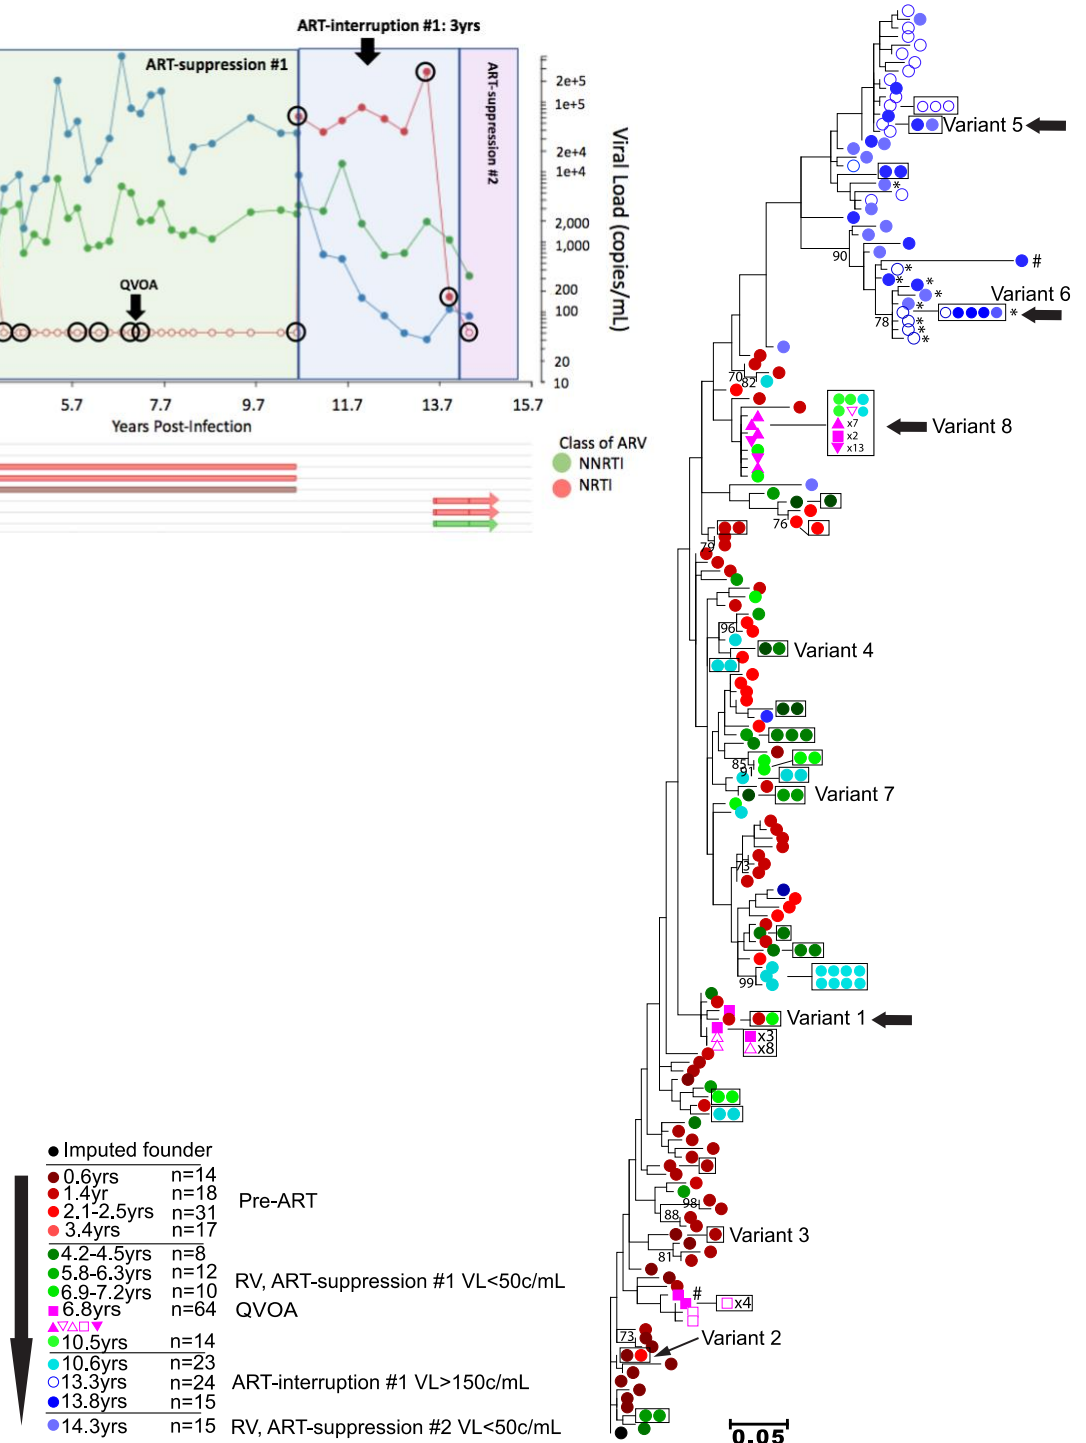 ART-interruption #1: 3yrs
ART-suppression #1
ART-suppression #2
QVOA
2e+5
1e+5
2e+4
1e+4
2,000
1,000
200
100
20
10
Viral Load (copies/mL)
5.7 7.7 9.7 11.7 13.7 15.7
Years Post-Infection
Class of ARV
NNRTI
NRTI
Variant 5
*
90
#
*
*
*
*
Variant 6
*
*
78
*
*
*
70
82
x7
x2
x13
Variant 8
76
79
96
Variant 4
85
91
Variant 7
73
99
Variant 1
x3
x8
98
88
Variant 3
81
#
x4
73
Variant 2
0.05
Imputed founder
0.6yrs n=14
1.4yr n=18
2.1-2.5yrs n=31
3.4yrs n=17
Pre-ART
4.2-4.5yrs n=8
5.8-6.3yrs n=12
6.9-7.2yrs n=10
RV, ART-suppression #1 VL<50c/mL
6.8yrs n=64
QVOA
10.5yrs n=14
10.6yrs n=23
13.3yrs n=24
13.8yrs n=15
ART-interruption #1 VL>150c/mL
14.3yrs n=15
RV, ART-suppression #2 VL<50c/mL